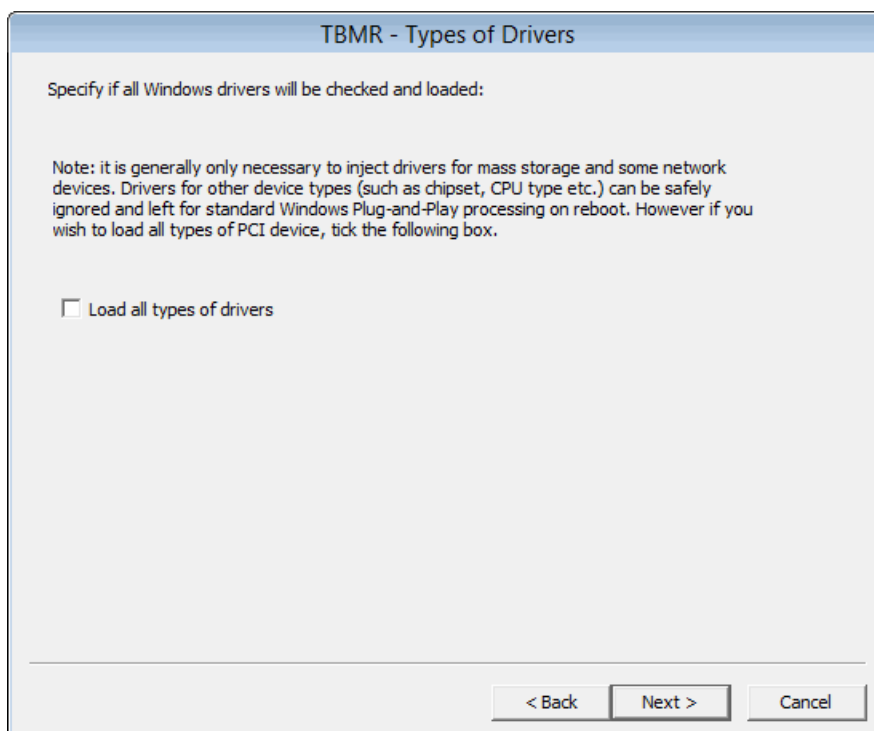 TBMR - Types of Drivers
Specify if all Windows drivers will be checked and loaded:
Note: it is generally only necessary to inject drivers for mass storage and some network
devices. Drivers for other device types (such as chipset, CPU type etc.) can be safely
ignored and left for standard Windows Plug-and-Play processing on reboot. However if you
wish to load all types of PCI device, tick the following box.
Load all types of drivers
< Back Next > Cancel